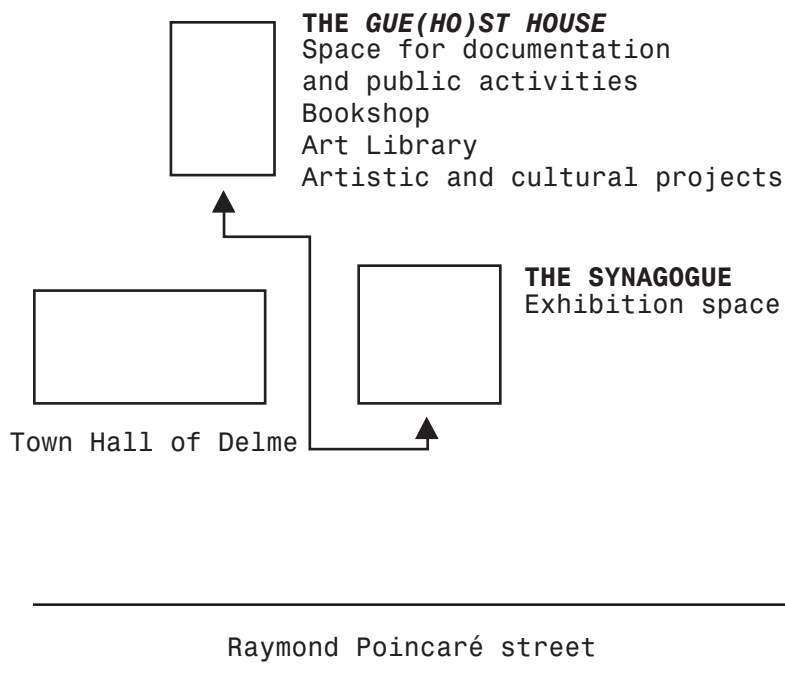 THE GUE(HO)ST HOUSE
Space for documentation
and public activities
Bookshop
Art Library
Artistic and cultural projects
THE SYNAGOGUE
Exhibition space
Town Hall of Delme
Raymond Poincaré street